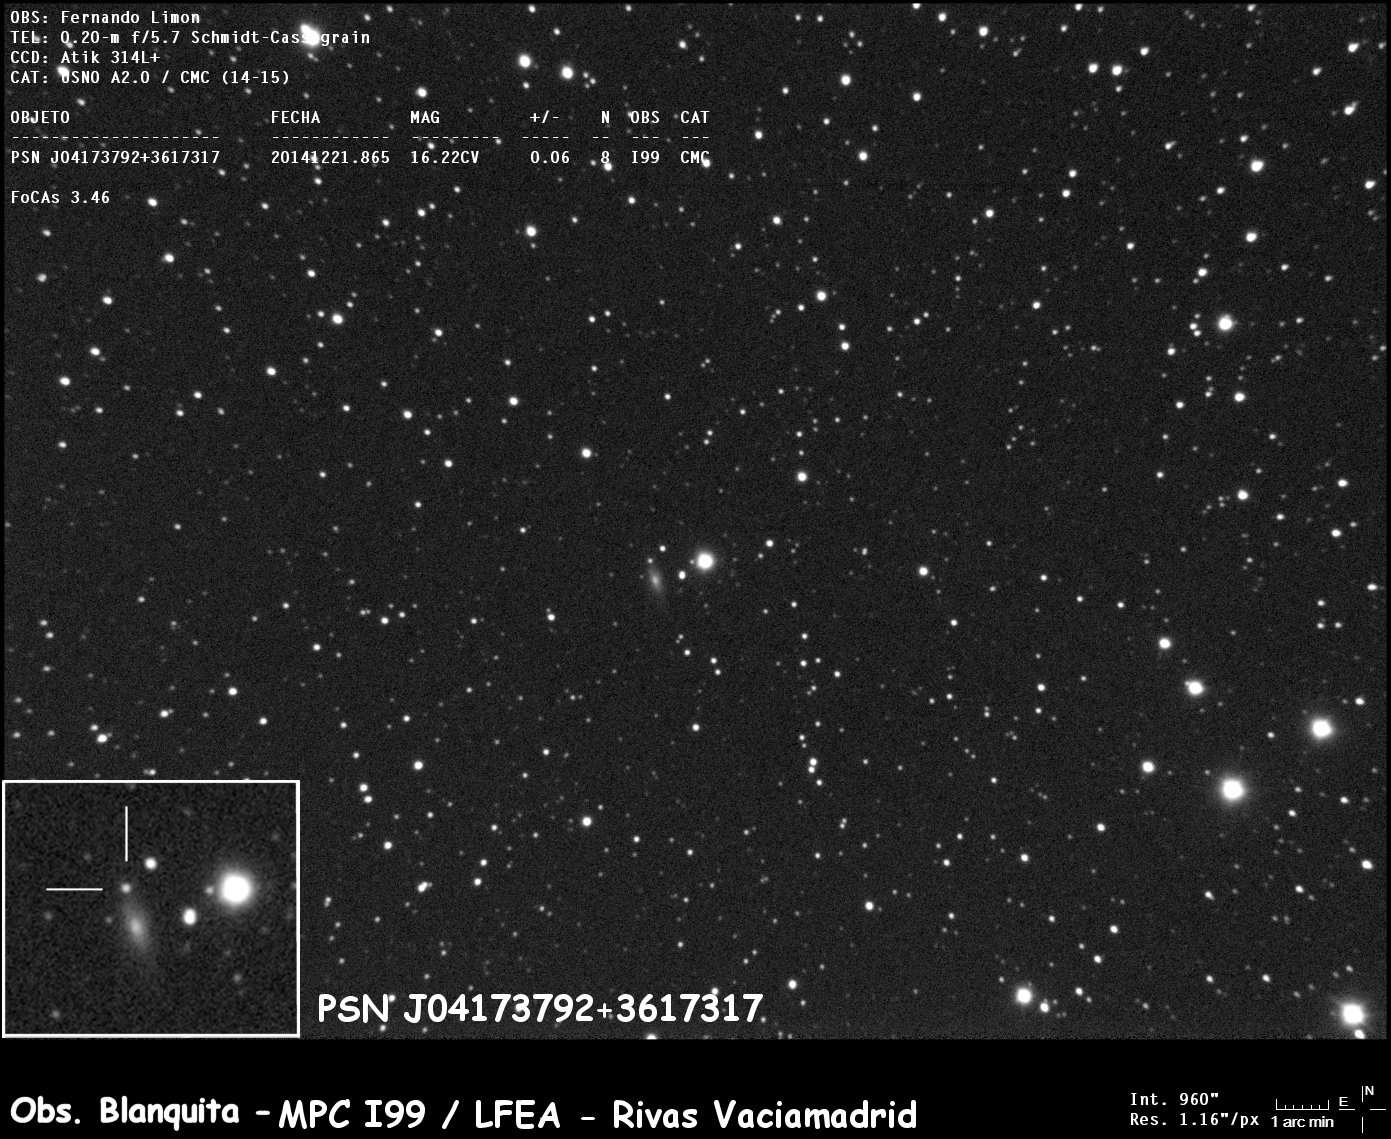 OBS: Fernando Limon
TEL: 0.20-m f/5.7 Schmidt-Cassegrain
CCD: Atik 314L+
CAT: USNO A2.0 / CMC (14-15)
OBJETO FECHA MAG +/- N OBS CAT
--------------------- ------------ --------- ----- -- --- ---
PSN J04173792+3617317 20141221.865 16.22CV 0.06 8 I99 CMC
FoCAs 3.46
PSN J04173792+3617317
Obs. Blanquita - MPC I99 / LFEA - Rivas Vaciamadrid
Int. 960"
Res. 1.16"/px
1 arc min
E
N